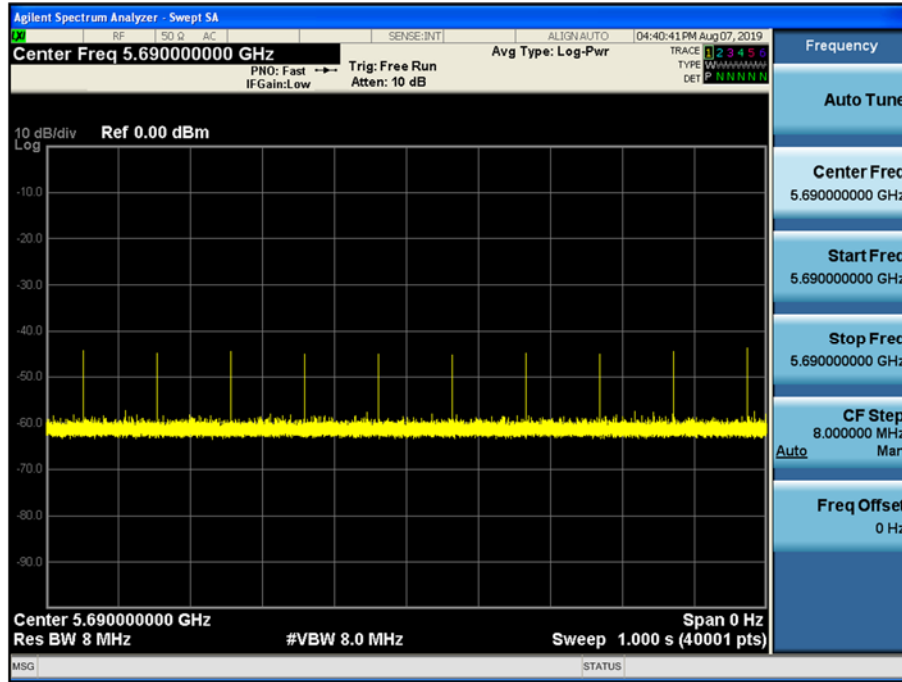 Agilent Spectrum Analyzer - Swept SA
LXI RF 50 Ω AC SENSE:INT ALIGN AUTO 04:40:41 PM Aug 07, 2019
Center Freq 5.690000000 GHz
PNO: Fast
IFGain:Low
Trig: Free Run
Atten: 10 dB
Avg Type: Log-Pwr
TRACE 1 2 3 4 5 6
TYPE W
DET P N N N N N
10 dB/div Ref 0.00 dBm
Log
-10.0
-20.0
-30.0
-40.0
-50.0
-60.0
-70.0
-80.0
-90.0
Center 5.690000000 GHz Span 0 Hz
Res BW 8 MHz #VBW 8.0 MHz Sweep 1.000 s (40001 pts)
MSG STATUS
Frequency
Auto Tune
Center Freq
5.690000000 GHz
Start Freq
5.690000000 GHz
Stop Freq
5.690000000 GHz
CF Step
8.000000 MHz
Auto Man
Freq Offset
0 Hz